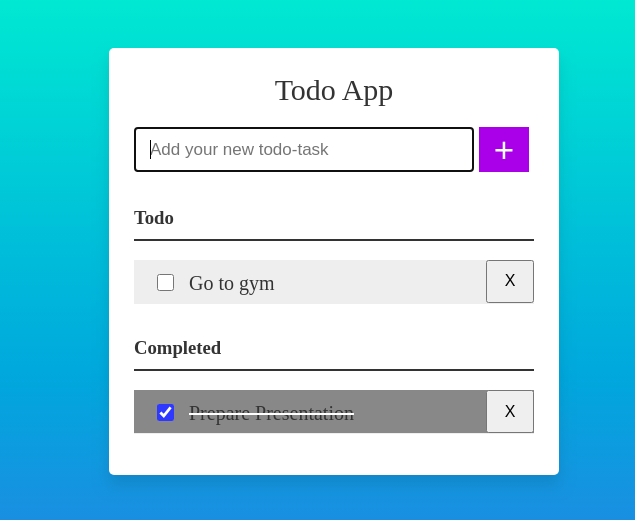 Todo App
Add your new todo-task
+
Todo
Go to gym
X
Completed
Prepare Presentation
X